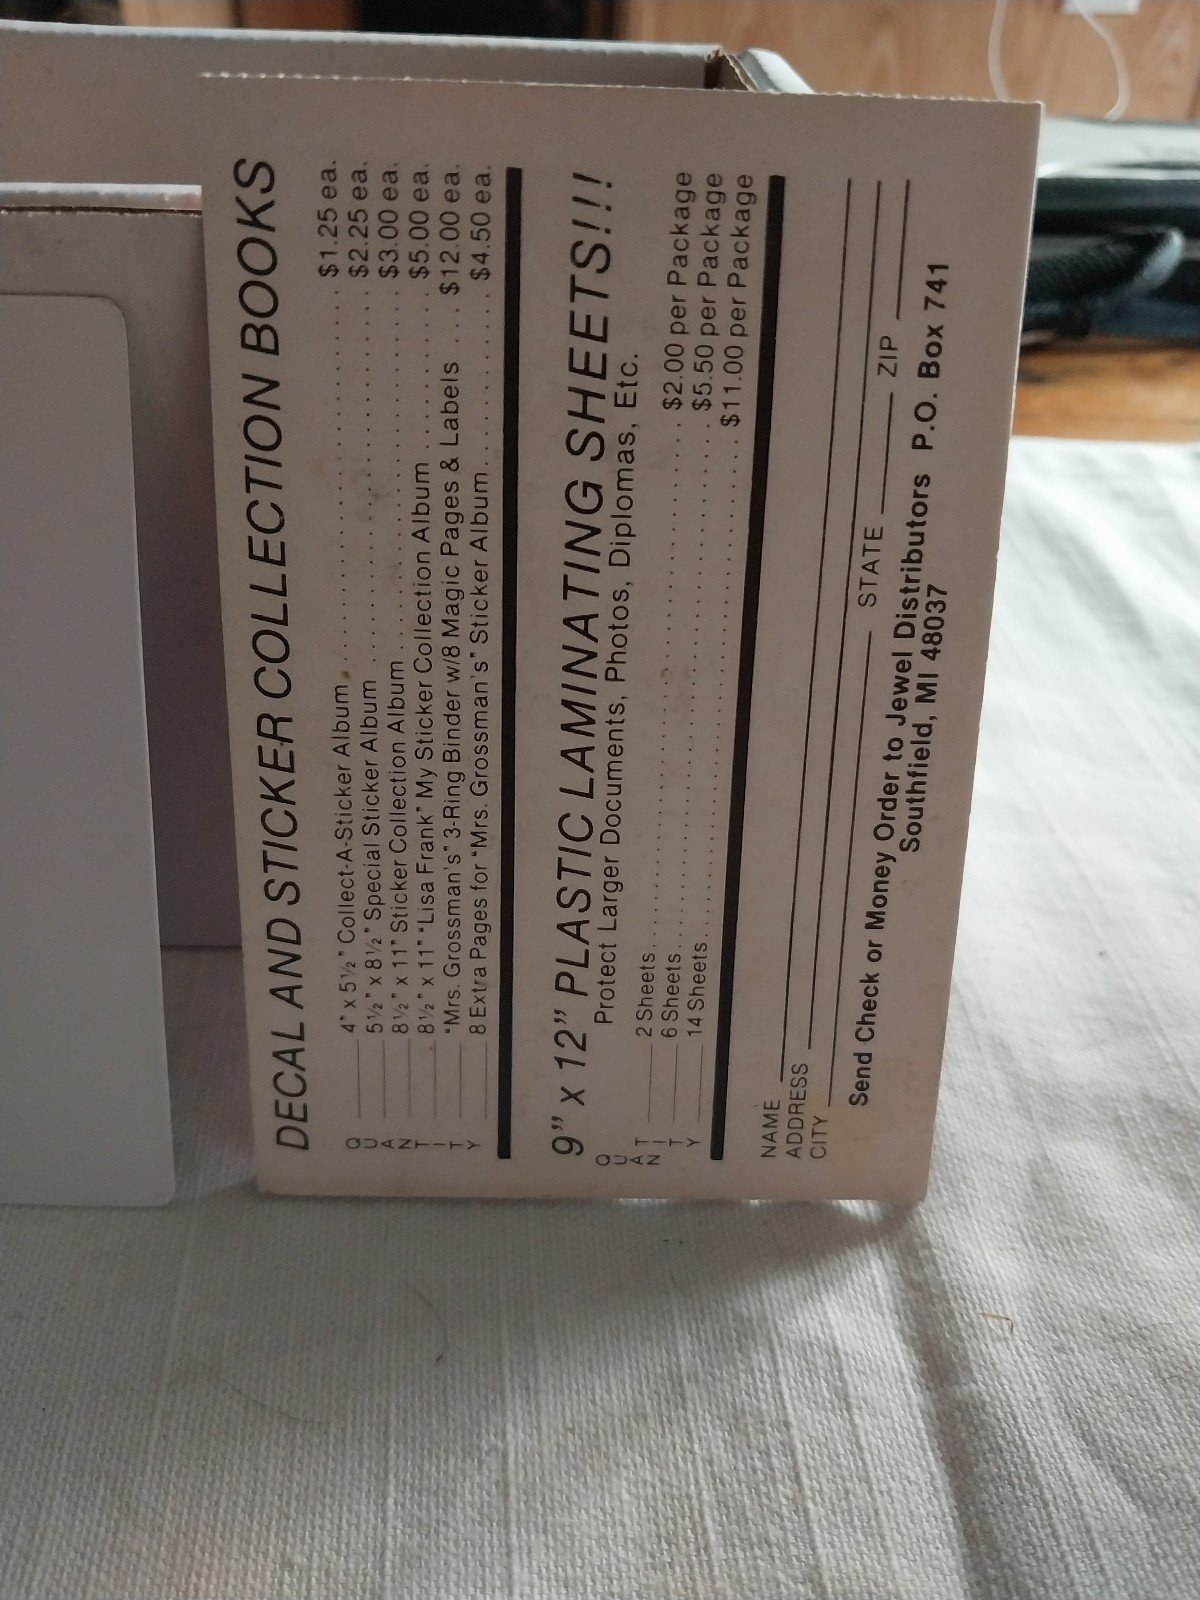 DECAL AND STICKER COLLECTION BOOKS
QUANTITY
4" x 5½" Collect-A-Sticker Album........ $1.25 ea.
5½" x 8½" Special Sticker Album........ $2.25 ea.
8½" x 11" Sticker Collection Album........ $3.00 ea.
8½" x 11" "Lisa Frank" My Sticker Collection Album........ $5.00 ea.
"Mrs. Grossman's" 3-Ring Binder w/8 Magic Pages & Labels ... $12.00 ea.
8 Extra Pages for "Mrs. Grossman's" Sticker Album........ $4.50 ea.
9" x 12" PLASTIC LAMINATING SHEETS!!!
Protect Larger Documents, Photos, Diplomas, Etc.
QUANTITY
2 Sheets........ $2.00 per Package
6 Sheets........ $5.50 per Package
14 Sheets........ $11.00 per Package
NAME
ADDRESS
CITY STATE ZIP
Send Check or Money Order to Jewel Distributors P.O. Box 741
Southfield, MI 48037